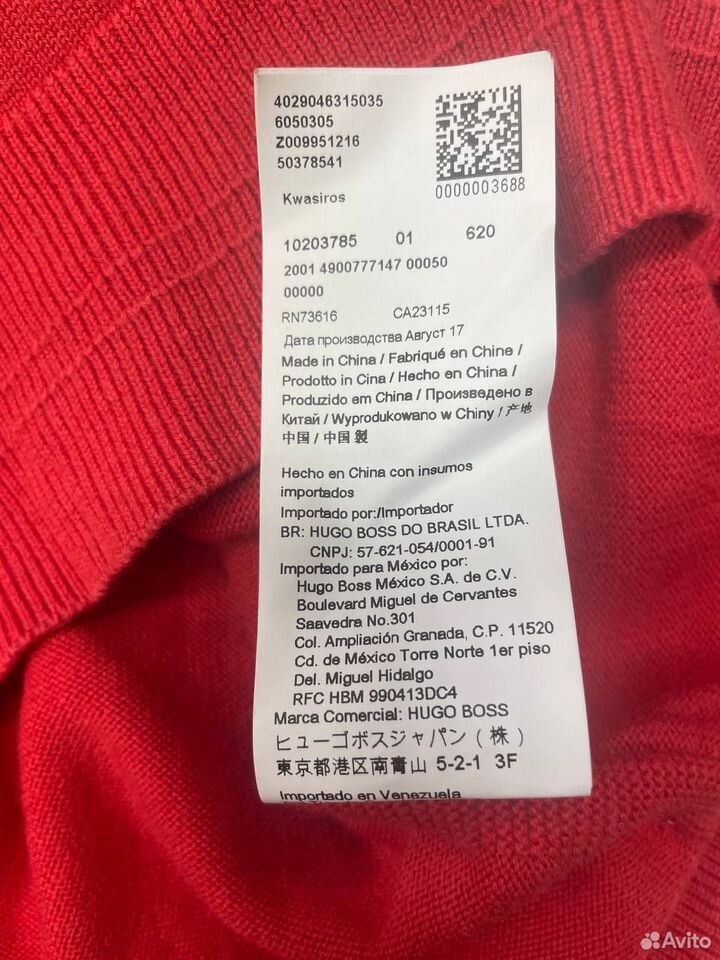 4029046315035
6050305
Z009951216
50378541
0000003688
Kwasiros
10203785 01 620
2001 4900777147 00050
00000
RN73616 CA23115
Дата производства Август 17
Made in China / Fabriqué en Chine /
Prodotto in Cina / Hecho en China /
Produzido em China / Произведено в
Китай / Wyprodukowano w Chiny / 产地
中国 / 中国製
Hecho en China con insumos
importados
Importado por:/Importador
BR: HUGO BOSS DO BRASIL LTDA.
CNPJ: 57-621-054/0001-91
Importado para México por:
Hugo Boss México S.A. de C.V.
Boulevard Miguel de Cervantes
Saavedra No.301
Col. Ampliación Granada, C.P. 11520
Cd. de México Torre Norte 1er piso
Del. Miguel Hidalgo
RFC HBM 990413DC4
Marca Comercial: HUGO BOSS
ヒューゴボスジャパン(株)
東京都港区南青山 5-2-1 3F
Importado en Venezuela
Avito